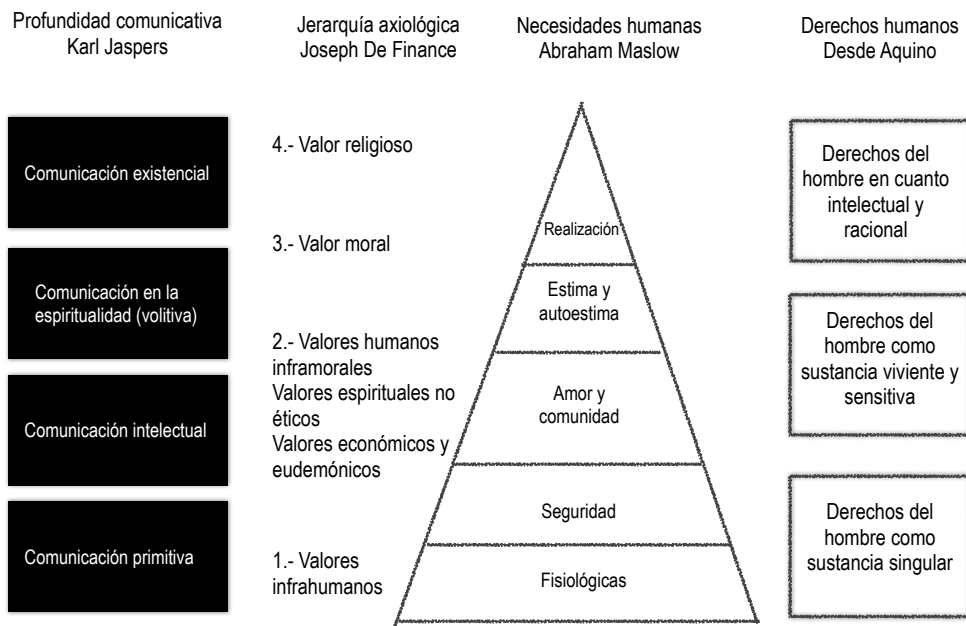 Profundidad comunicativa
Karl Jaspers
Comunicación existencial
Comunicación en la
espiritualidad (volitiva)
Comunicación intelectual
Comunicación primitiva
Jerarquía axiológica
Joseph De Finance
4.- Valor religioso
3.- Valor moral
2.- Valores humanos
inframorales
Valores espirituales no
éticos
Valores económicos y
eudemónicos
1.- Valores
infrahumanos
Necesidades humanas
Abraham Maslow
Realización
Estima y
autoestima
Amor y
comunidad
Seguridad
Fisiológicas
Derechos humanos
Desde Aquino
Derechos del
hombre en cuanto
intelectual y
racional
Derechos del
hombre como
sustancia viviente y
sensitiva
Derechos del
hombre como
sustancia singular